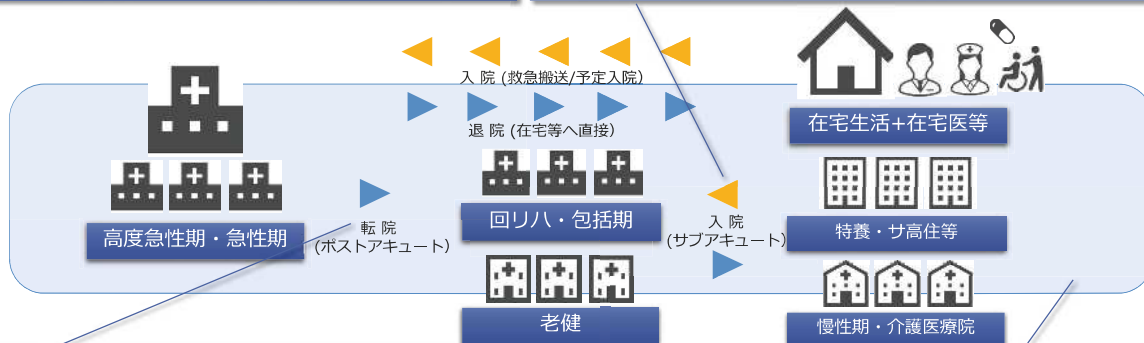 入 院 (救急搬送/予定入院)
退 院 (在宅等へ直接)
在宅生活+在宅医等
高度急性期・急性期
転 院
(ポストアキュート)
回リハ・包括期
入 院
(サブアキュート)
特養・サ高住等
老健
慢性期・介護医療院